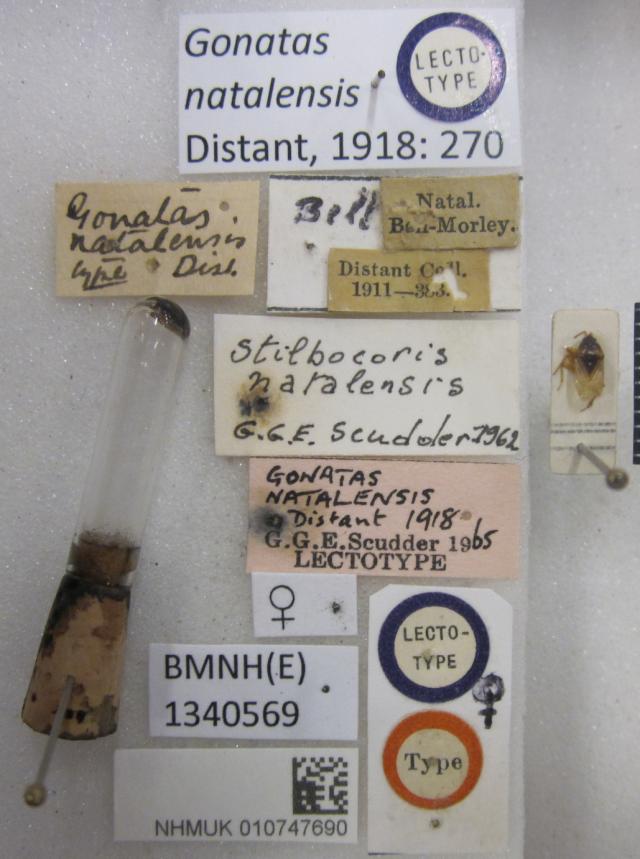 Gonatas
natalensis
Distant, 1918: 270
LECTO-
TYPE
Gonatas.
natalensis
type Dist.
Bell
Natal.
Bell-Morley.
Distant Coll.
1911—383.
Stilbocoris
natalensis
G.G.E. Scudder 1962
GONATAS
NATALENSIS
Distant 1918
G.G.E.Scudder 1965
LECTOTYPE
♀
BMNH(E)
1340569
LECTO-
TYPE
♀
Type
NHMUK 010747690